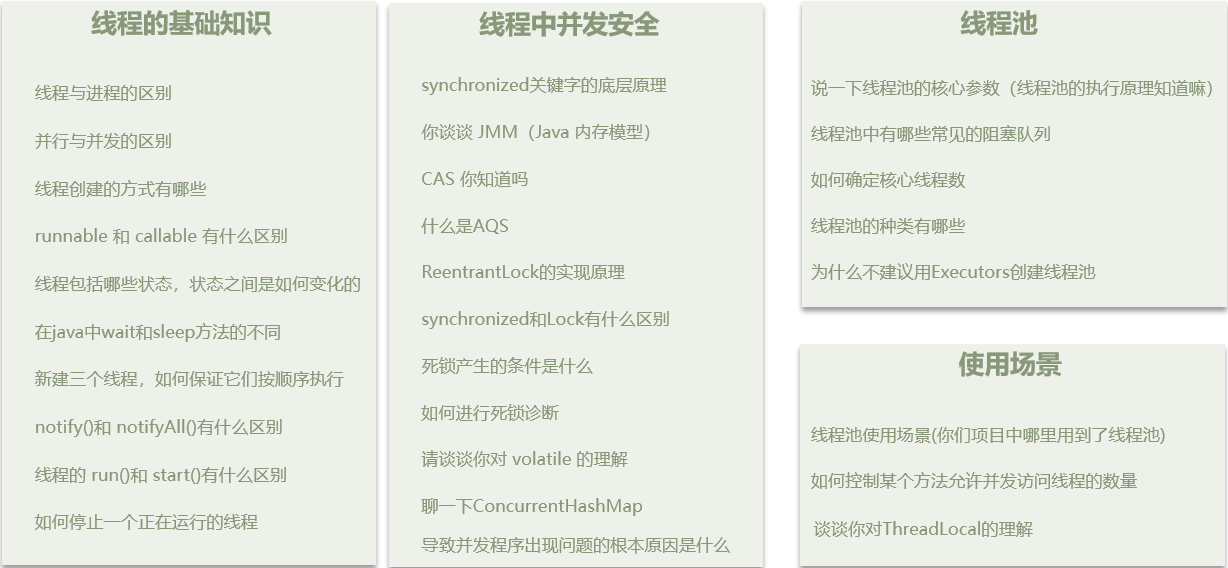 线程的基础知识
线程与进程的区别
并行与并发的区别
线程创建的方式有哪些
runnable 和 callable 有什么区别
线程包括哪些状态，状态之间是如何变化的
在java中wait和sleep方法的不同
新建三个线程，如何保证它们按顺序执行
notify()和 notifyAll()有什么区别
线程的 run()和 start()有什么区别
如何停止一个正在运行的线程
线程中并发安全
synchronized关键字的底层原理
你谈谈 JMM（Java 内存模型）
CAS 你知道吗
什么是AQS
ReentrantLock的实现原理
synchronized和Lock有什么区别
死锁产生的条件是什么
如何进行死锁诊断
请谈谈你对 volatile 的理解
聊一下ConcurrentHashMap
导致并发程序出现问题的根本原因是什么
线程池
说一下线程池的核心参数（线程池的执行原理知道嘛）
线程池中有哪些常见的阻塞队列
如何确定核心线程数
线程池的种类有哪些
为什么不建议用Executors创建线程池
使用场景
线程池使用场景(你们项目中哪里用到了线程池)
如何控制某个方法允许并发访问线程的数量
谈谈你对ThreadLocal的理解